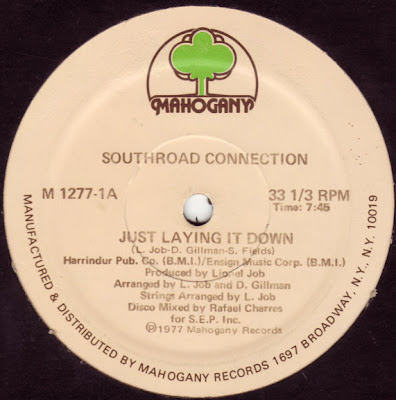 MAHOGANY
SOUTHROAD CONNECTION
M 1277-1A
33 1/3 RPM
Time: 7:45
JUST LAYING IT DOWN
(L. Job-D. Gillman-S. Fields)
Harrindur Pub. Co. (B.M.I.)/Ensign Music Corp. (B.M.I.)
Produced by Lionel Job
Arranged by L. Job and D. Gillman
Strings Arranged by L. Job
Disco Mixed by Rafael Charres
for S.E.P. Inc.
©℗1977 Mahogany Records
MANUFACTURED & DISTRIBUTED BY MAHOGANY RECORDS 1697 BROADWAY, N.Y., N.Y. 10019